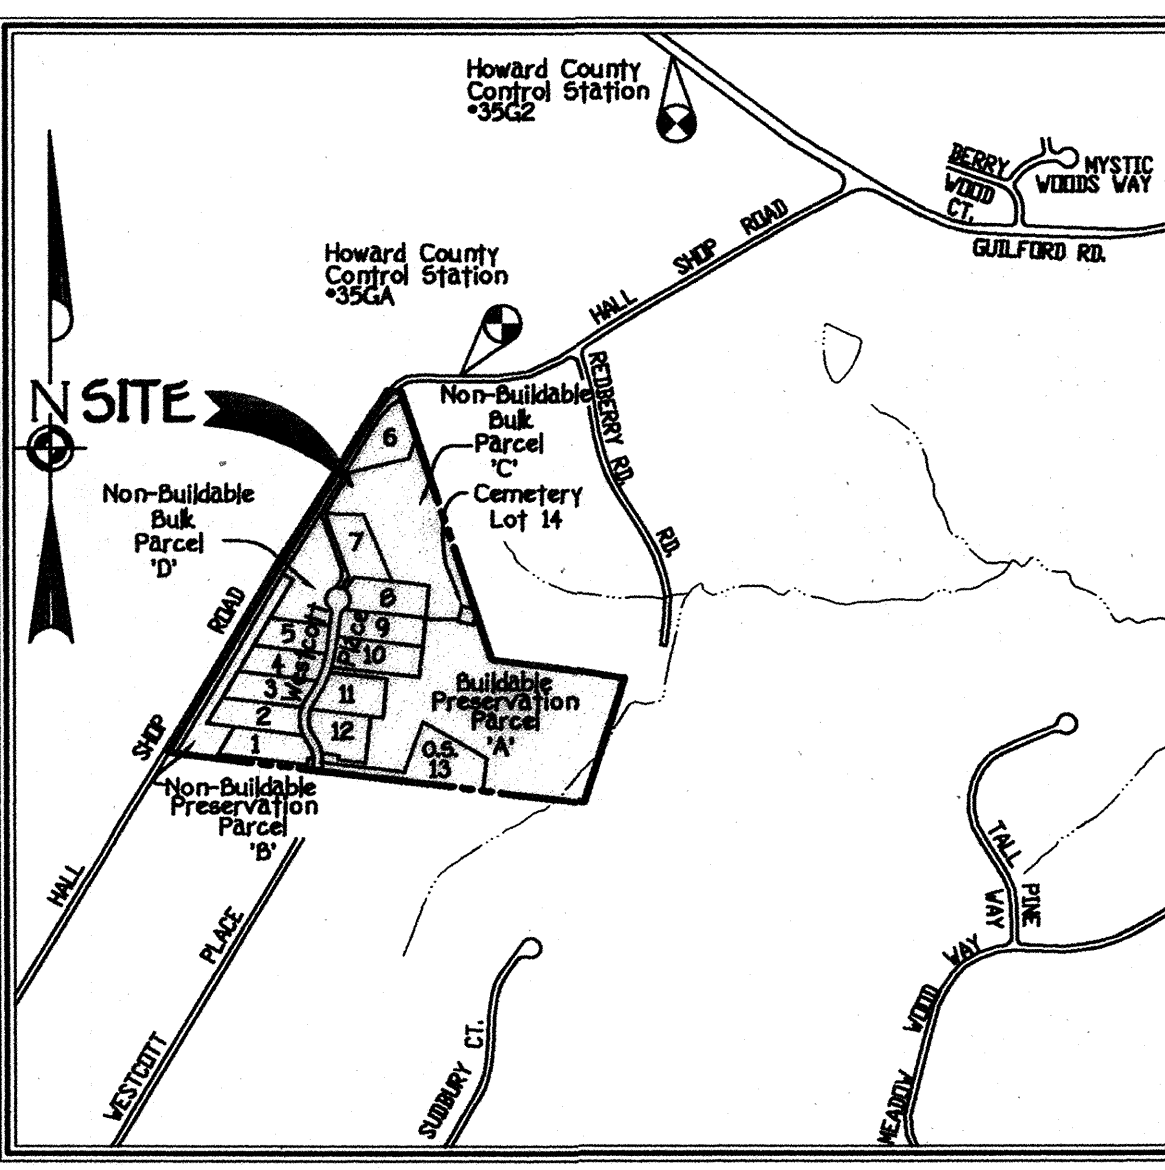 Howard County
Control Station
•35G2
BERRY
WOOD
CT.
MYSTIC
WOODS WAY
GUILFORD RD.
HALL SHOP ROAD
Howard County
Control Station
•35GA
N
SITE
REDBERRY RD.
RD.
Non-Buildable
Bulk
Parcel
'C'
Cemetery
Lot 14
Non-Buildable
Bulk
Parcel
'D'
6
7
8
9
10
11
12
5
4
3
2
1
O.S.
13
Westcott Place
Buildable
Preservation
Parcel
'A'
Non-Buildable
Preservation
Parcel
'B'
HALL SHOP ROAD
WESTCOTT PLACE
SUDBURY CT.
TALL PINE
WAY
MEADOW WOOD WAY